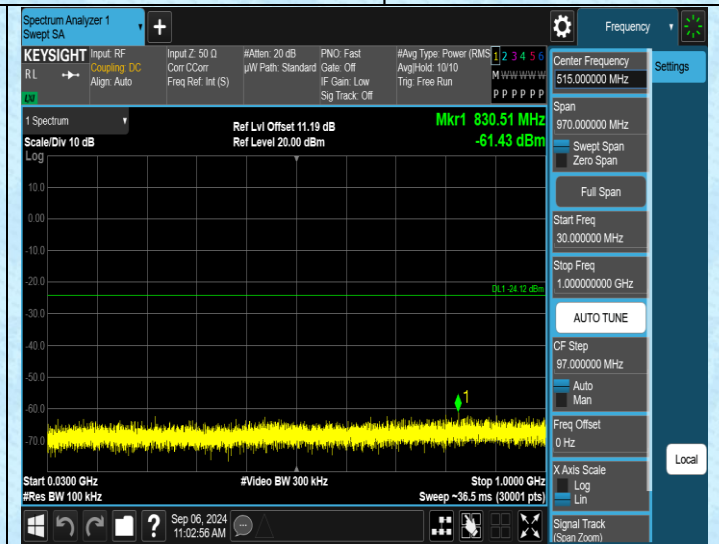 Spectrum Analyzer 1
Swept SA
+
Frequency
KEYSIGHT
RL
LXI
Input: RF
Coupling: DC
Align: Auto
Input Z: 50 Ω
Corr CCorr
Freq Ref: Int (S)
#Atten: 20 dB
µW Path: Standard
PNO: Fast
Gate: Off
IF Gain: Low
Sig Track: Off
#Avg Type: Power (RMS
Avg|Hold: 10/10
Trig: Free Run
1 2 3 4 5 6
M W W W W W
P P P P P P
1 Spectrum
Scale/Div 10 dB
Log
Ref Lvl Offset 11.19 dB
Ref Level 20.00 dBm
Mkr1 830.51 MHz
-61.43 dBm
10.0
0.00
-10.0
-20.0
-30.0
-40.0
-50.0
-60.0
-70.0
DL1 -24.12 dBm
1
Start 0.0300 GHz
#Res BW 100 kHz
#Video BW 300 kHz
Stop 1.0000 GHz
Sweep ~36.5 ms (30001 pts)
Sep 06, 2024
11:02:56 AM
?
Center Frequency
515.000000 MHz
Span
970.000000 MHz
Swept Span
Zero Span
Full Span
Start Freq
30.000000 MHz
Stop Freq
1.000000000 GHz
AUTO TUNE
CF Step
97.000000 MHz
Auto
Man
Freq Offset
0 Hz
X Axis Scale
Log
Lin
Signal Track
(Span Zoom)
Settings
Local